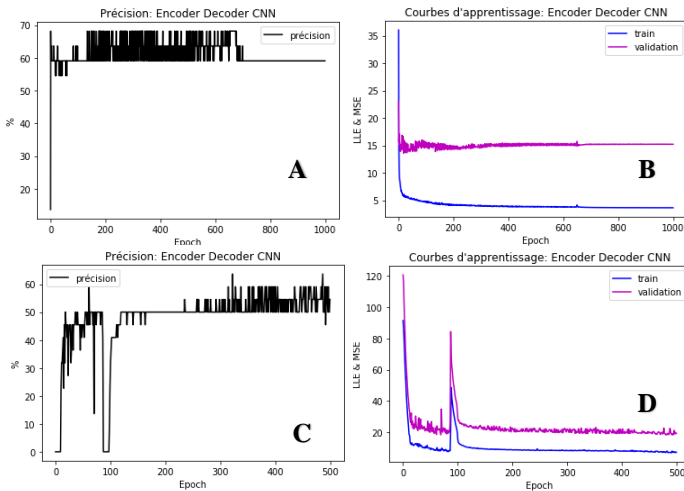 Précision: Encoder Decoder CNN
70
60
50
40
30
20
%
précision
A
0
200
400
600
800
1000
Epoch
Courbes d'apprentissage: Encoder Decoder CNN
35
30
25
20
15
10
5
LLE & MSE
train
validation
B
0
200
400
600
800
1000
Epoch
Précision: Encoder Decoder CNN
60
50
40
30
20
10
0
%
précision
C
0
100
200
300
400
500
Epoch
Courbes d'apprentissage: Encoder Decoder CNN
120
100
80
60
40
20
LLE & MSE
train
validation
D
0
100
200
300
400
500
Epoch